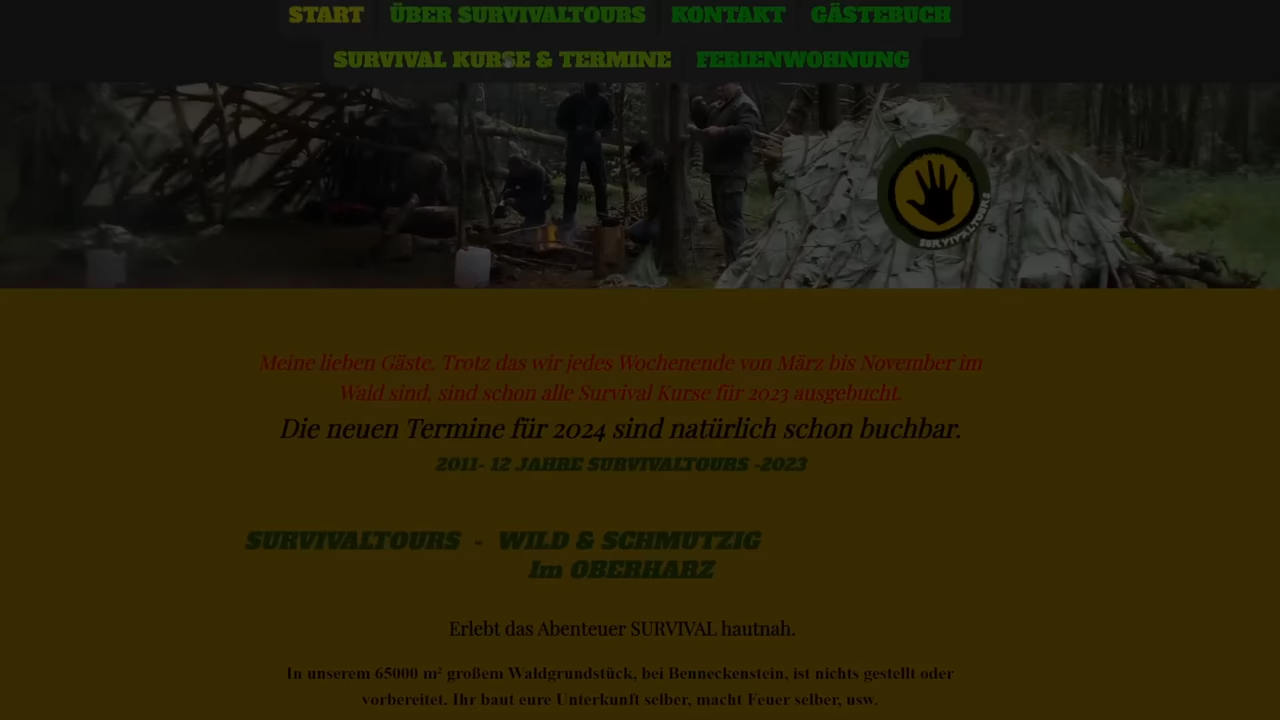 START ÜBER SURVIVALTOURS KONTAKT GÄSTEBUCH
SURVIVAL KURSE & TERMINE FERIENWOHNUNG
SURVIVALTOURS
Meine lieben Gäste. Trotz das wir jedes Wochenende von März bis November im
Wald sind, sind schon alle Survival Kurse für 2023 ausgebucht.
Die neuen Termine für 2024 sind natürlich schon buchbar.
2011- 12 JAHRE SURVIVALTOURS -2023
SURVIVALTOURS - WILD & SCHMUTZIG
Im OBERHARZ
Erlebt das Abenteuer SURVIVAL hautnah.
In unserem 65000 m² großem Waldgrundstück, bei Benneckenstein, ist nichts gestellt oder
vorbereitet. Ihr baut eure Unterkunft selber, macht Feuer selber, usw.